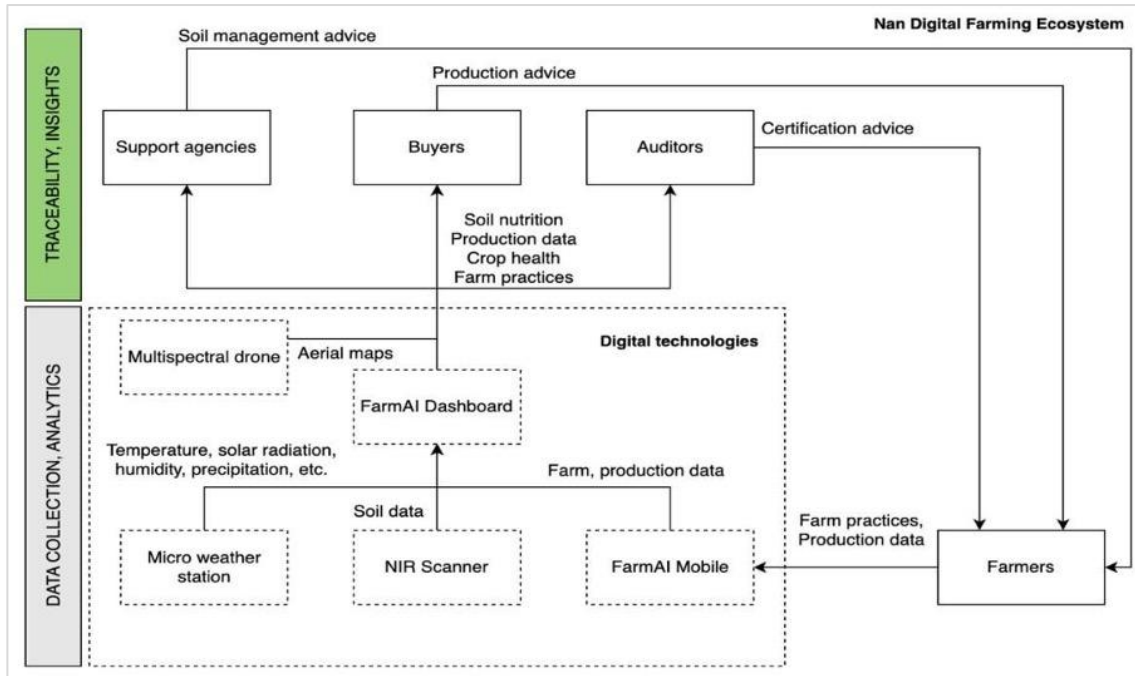 Nan Digital Farming Ecosystem
TRACEABILITY, INSIGHTS
Soil management advice
Production advice
Certification advice
Support agencies
Buyers
Auditors
Soil nutrition
Production data
Crop health
Farm practices
DATA COLLECTION, ANALYTICS
Digital technologies
Multispectral drone
Aerial maps
FarmAI Dashboard
Temperature, solar radiation,
humidity, precipitation, etc.
Farm, production data
Soil data
Micro weather
station
NIR Scanner
FarmAI Mobile
Farm practices,
Production data
Farmers